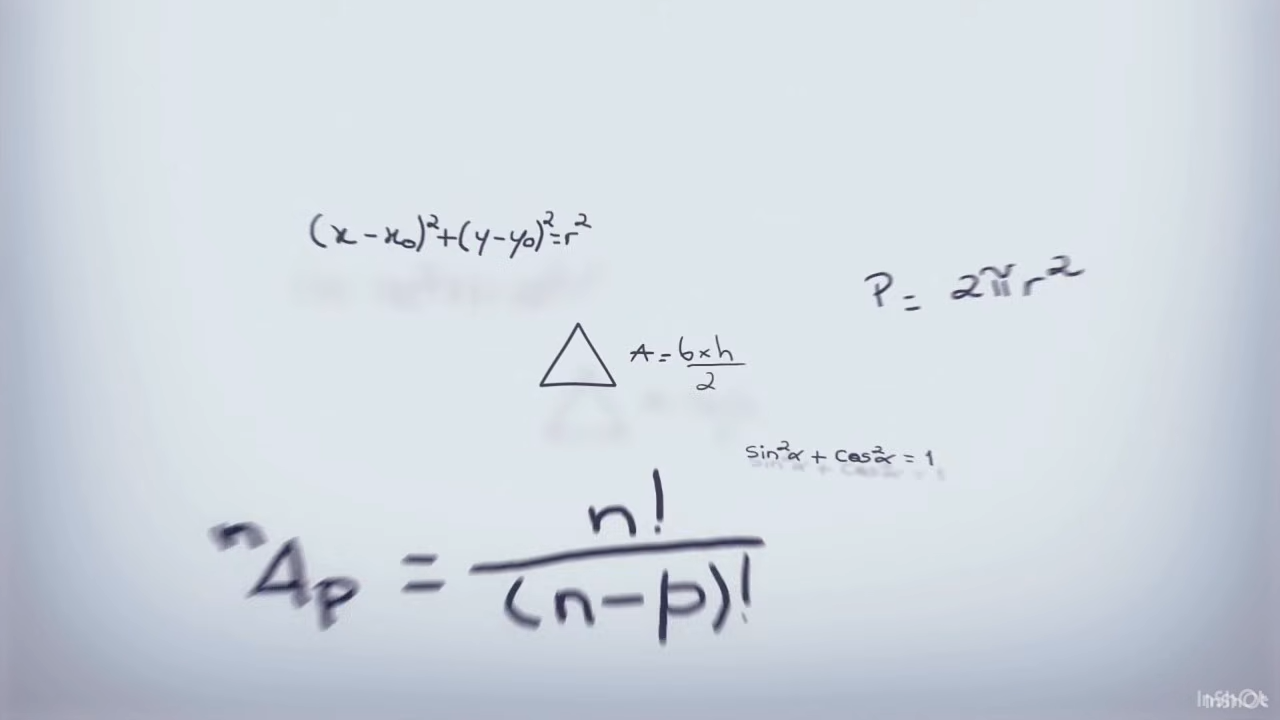 (x-x₀)²+(y-y₀)²=r²
P= 2πr²
A=b×h/2
sin²α + cos²α = 1
ⁿAₚ = n!/(n-p)!